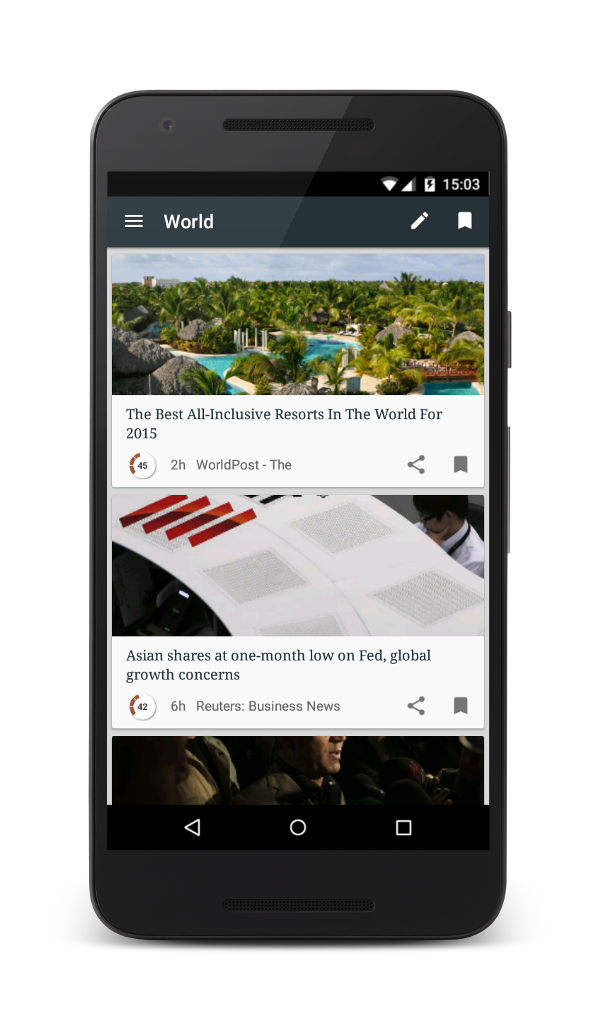 15:03
World
The Best All-Inclusive Resorts In The World For
2015
45 2h WorldPost - The
Asian shares at one-month low on Fed, global
growth concerns
42 6h Reuters: Business News